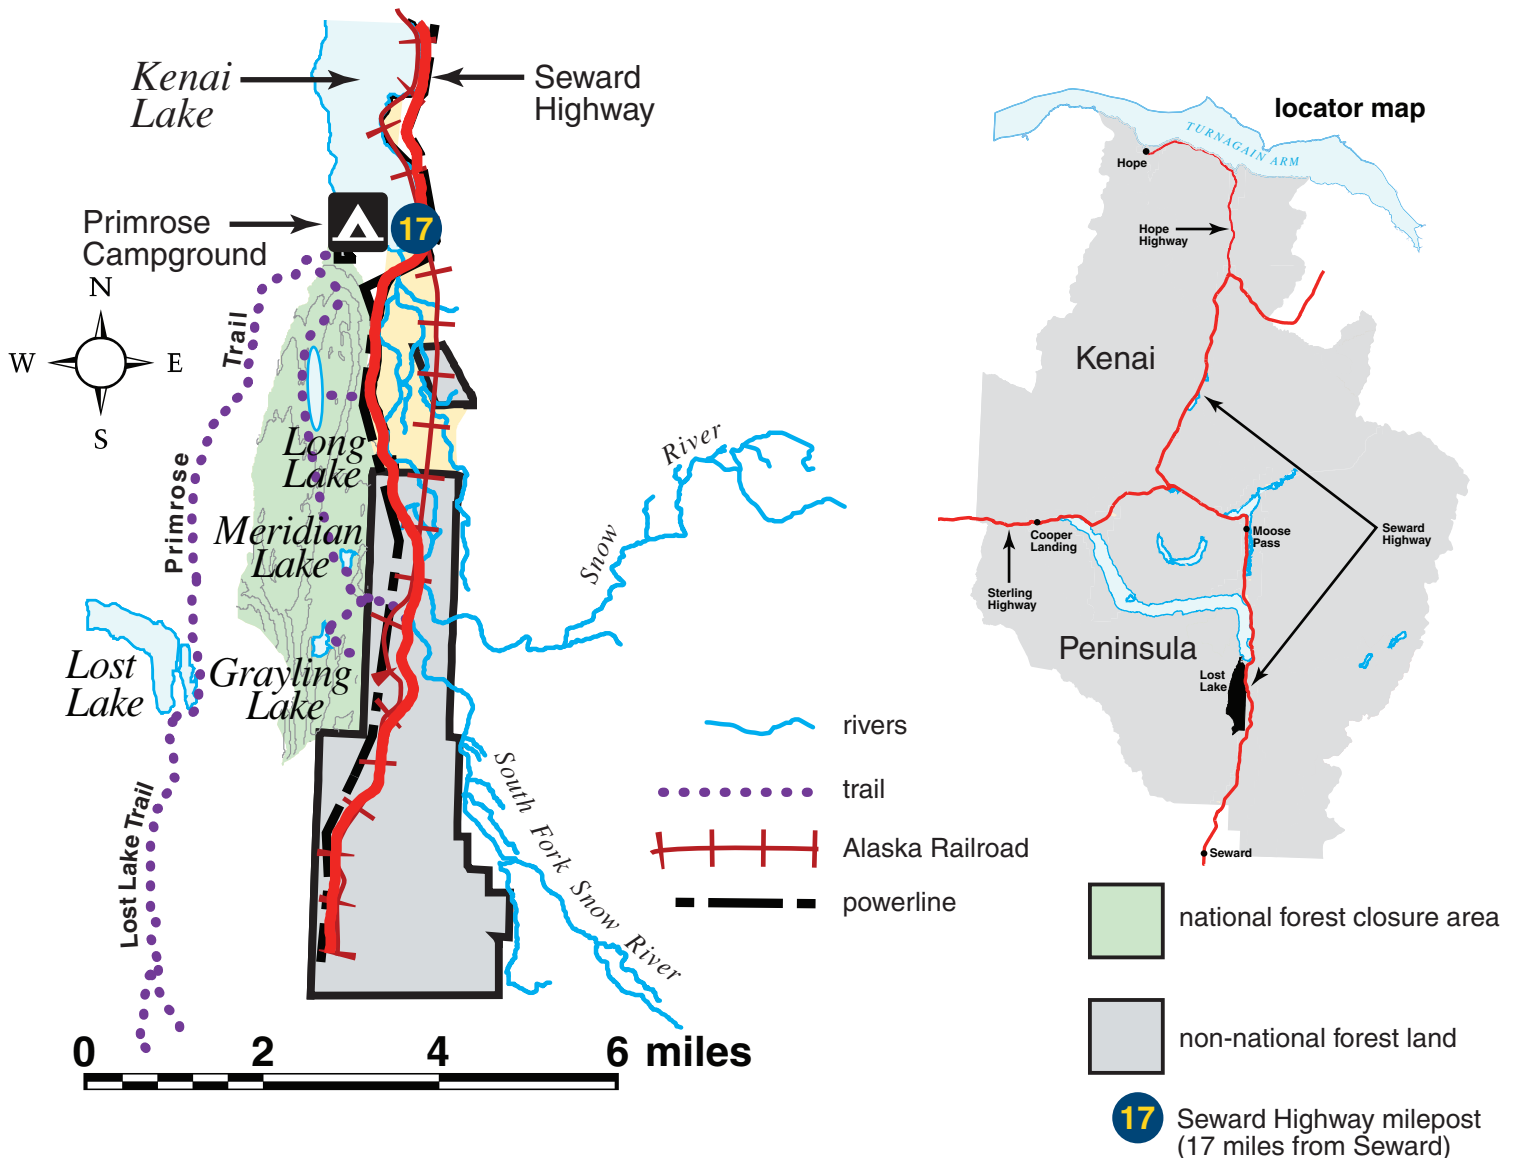 Kenai
Lake
Seward
Highway
Primrose
Campground
17
N
W
E
S
Trail
Primrose
Long
Lake
Meridian
Lake
Grayling
Lake
Lost
Lake
Lost Lake Trail
Snow
River
South Fork Snow River
0
2
4
6 miles
rivers
trail
Alaska Railroad
powerline
locator map
TURNAGAIN ARM
Hope
Hope
Highway
Kenai
Moose
Pass
Seward
Highway
Cooper
Landing
Sterling
Highway
Peninsula
Lost
Lake
Seward
national forest closure area
non-national forest land
17
Seward Highway milepost
(17 miles from Seward)